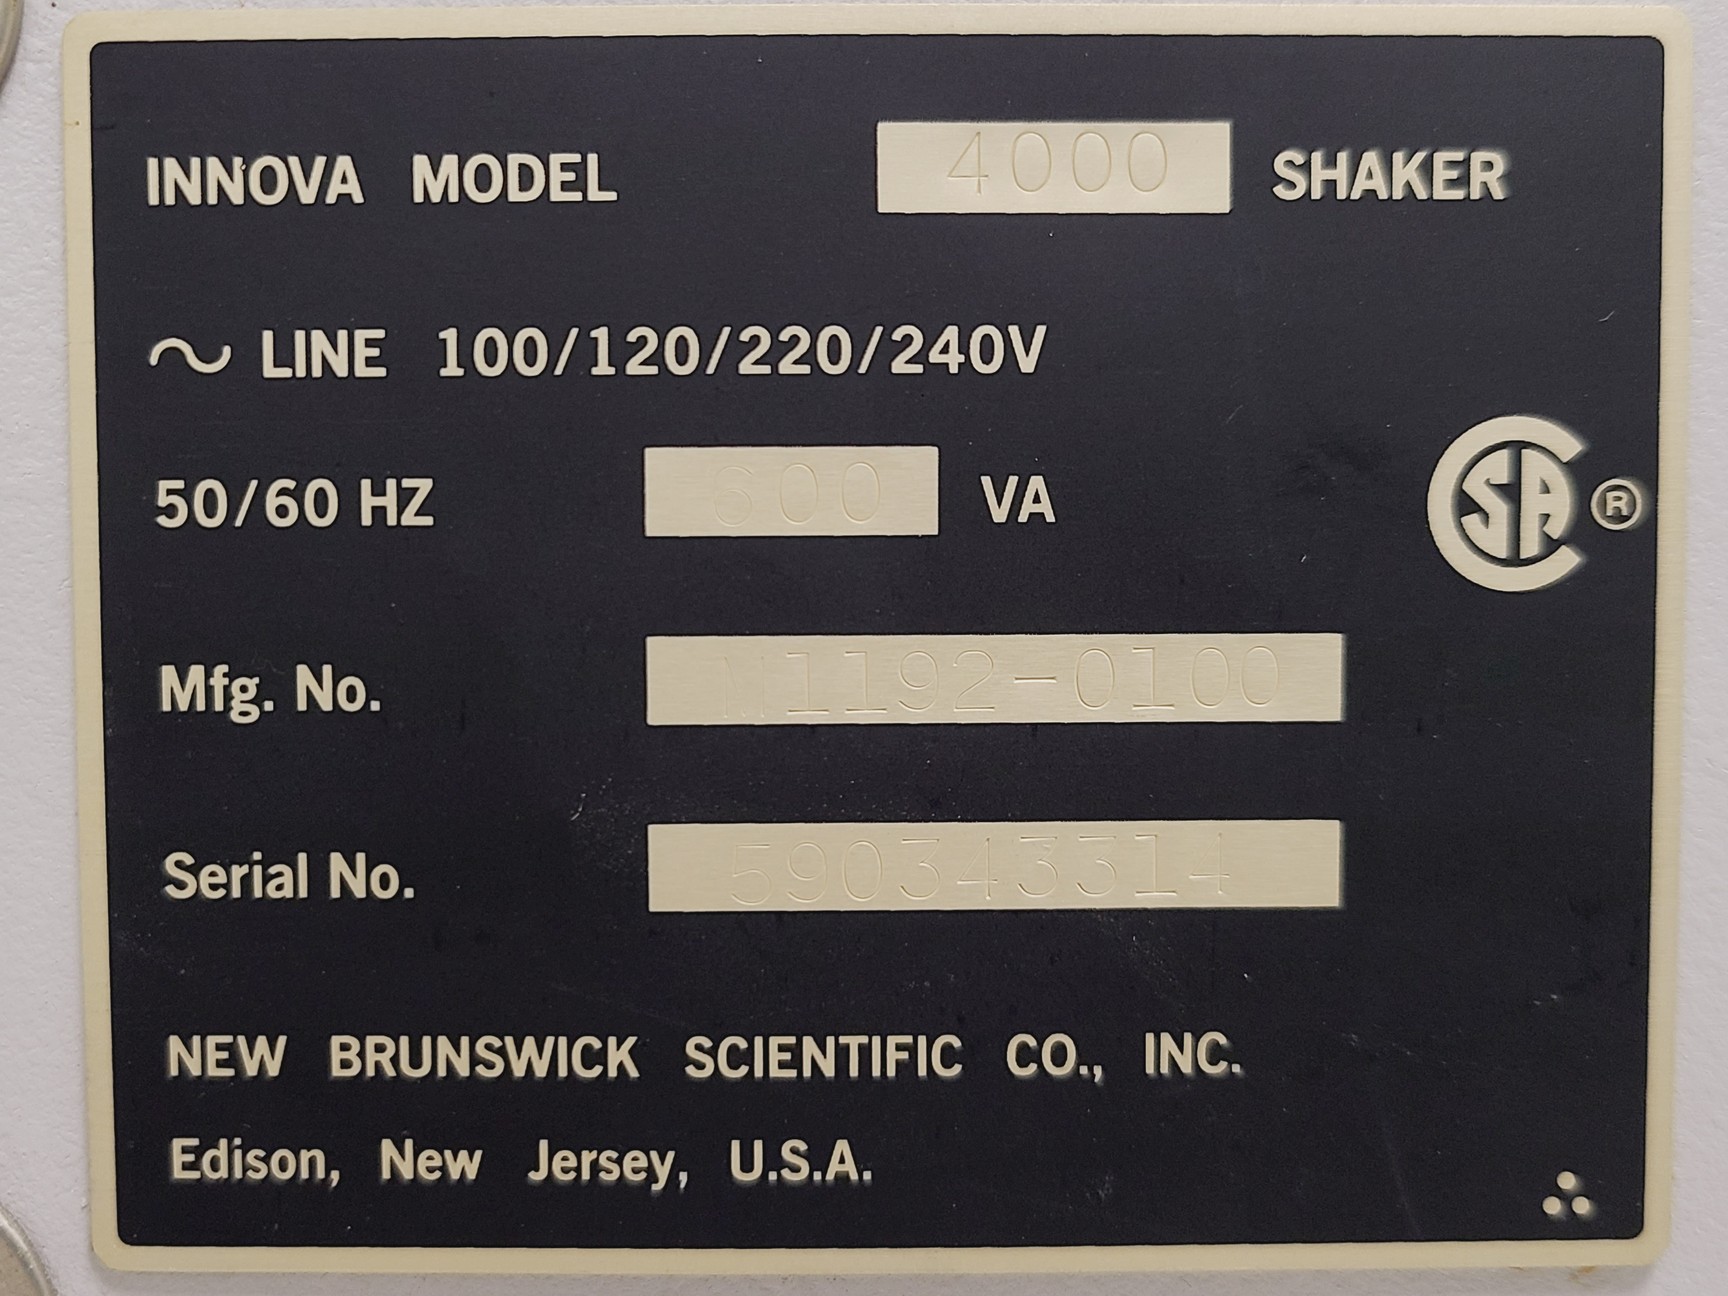 INNOVA MODEL 4000 SHAKER
~ LINE 100/120/220/240V
50/60 HZ 600 VA
SA ®
Mfg. No. M1192-0100
Serial No. 590343314
NEW BRUNSWICK SCIENTIFIC CO., INC.
Edison, New Jersey, U.S.A.